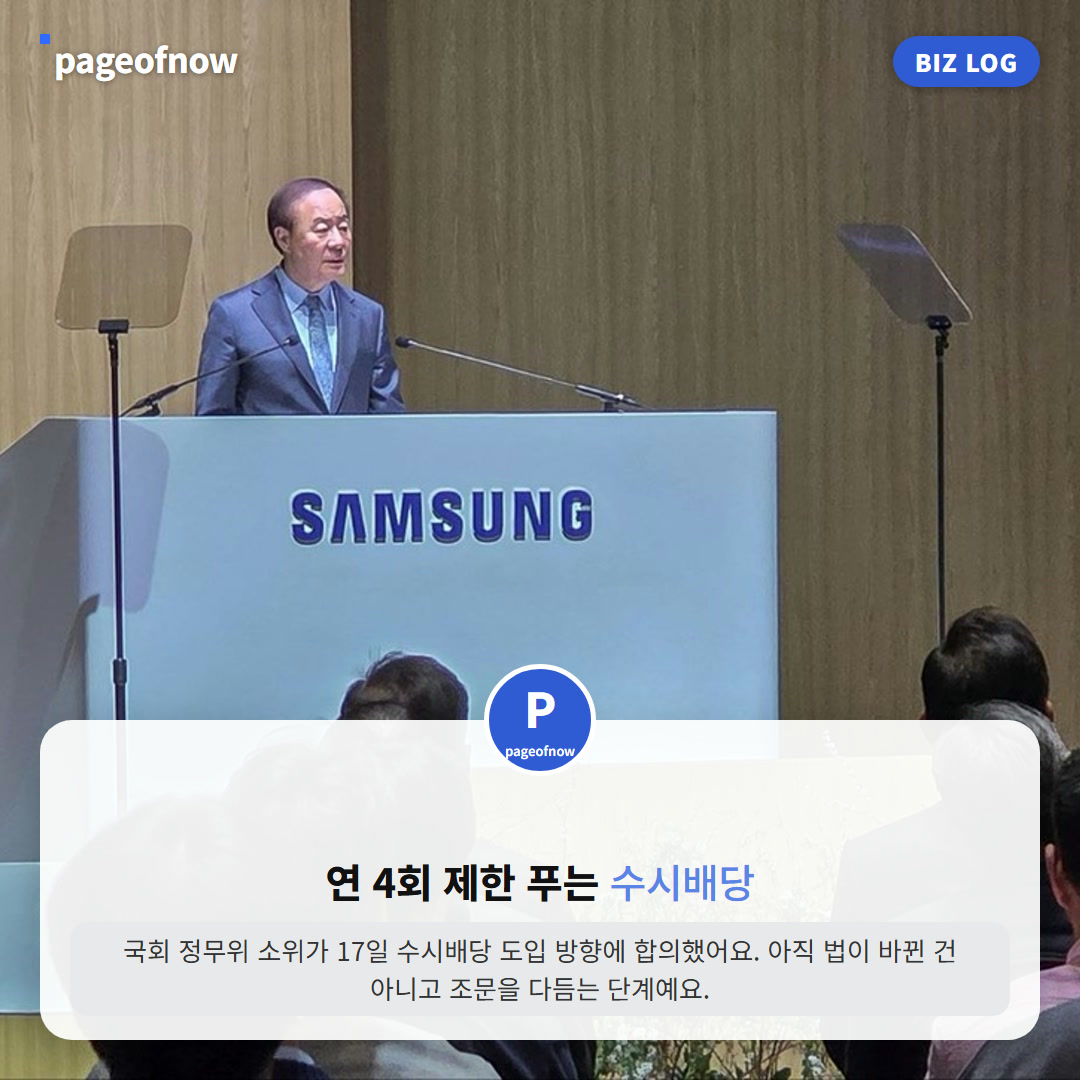 pageofnow
BIZ LOG
SAMSUNG
P
pageofnow
연 4회 제한 푸는 수시배당
국회 정무위 소위가 17일 수시배당 도입 방향에 합의했어요. 아직 법이 바뀐 건
아니고 조문을 다듬는 단계예요.